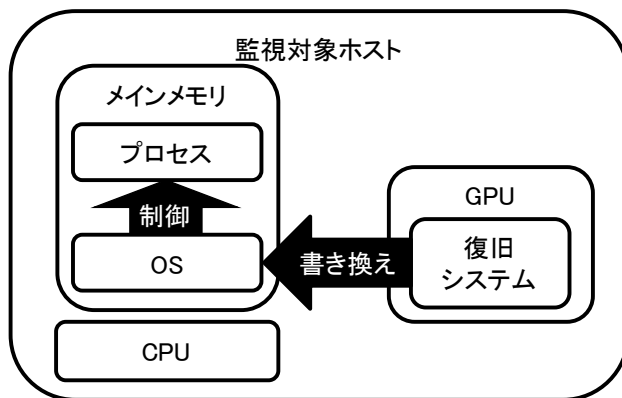 監視対象ホスト
メインメモリ
プロセス
制御
OS
CPU
書き換え
GPU
復旧
システム